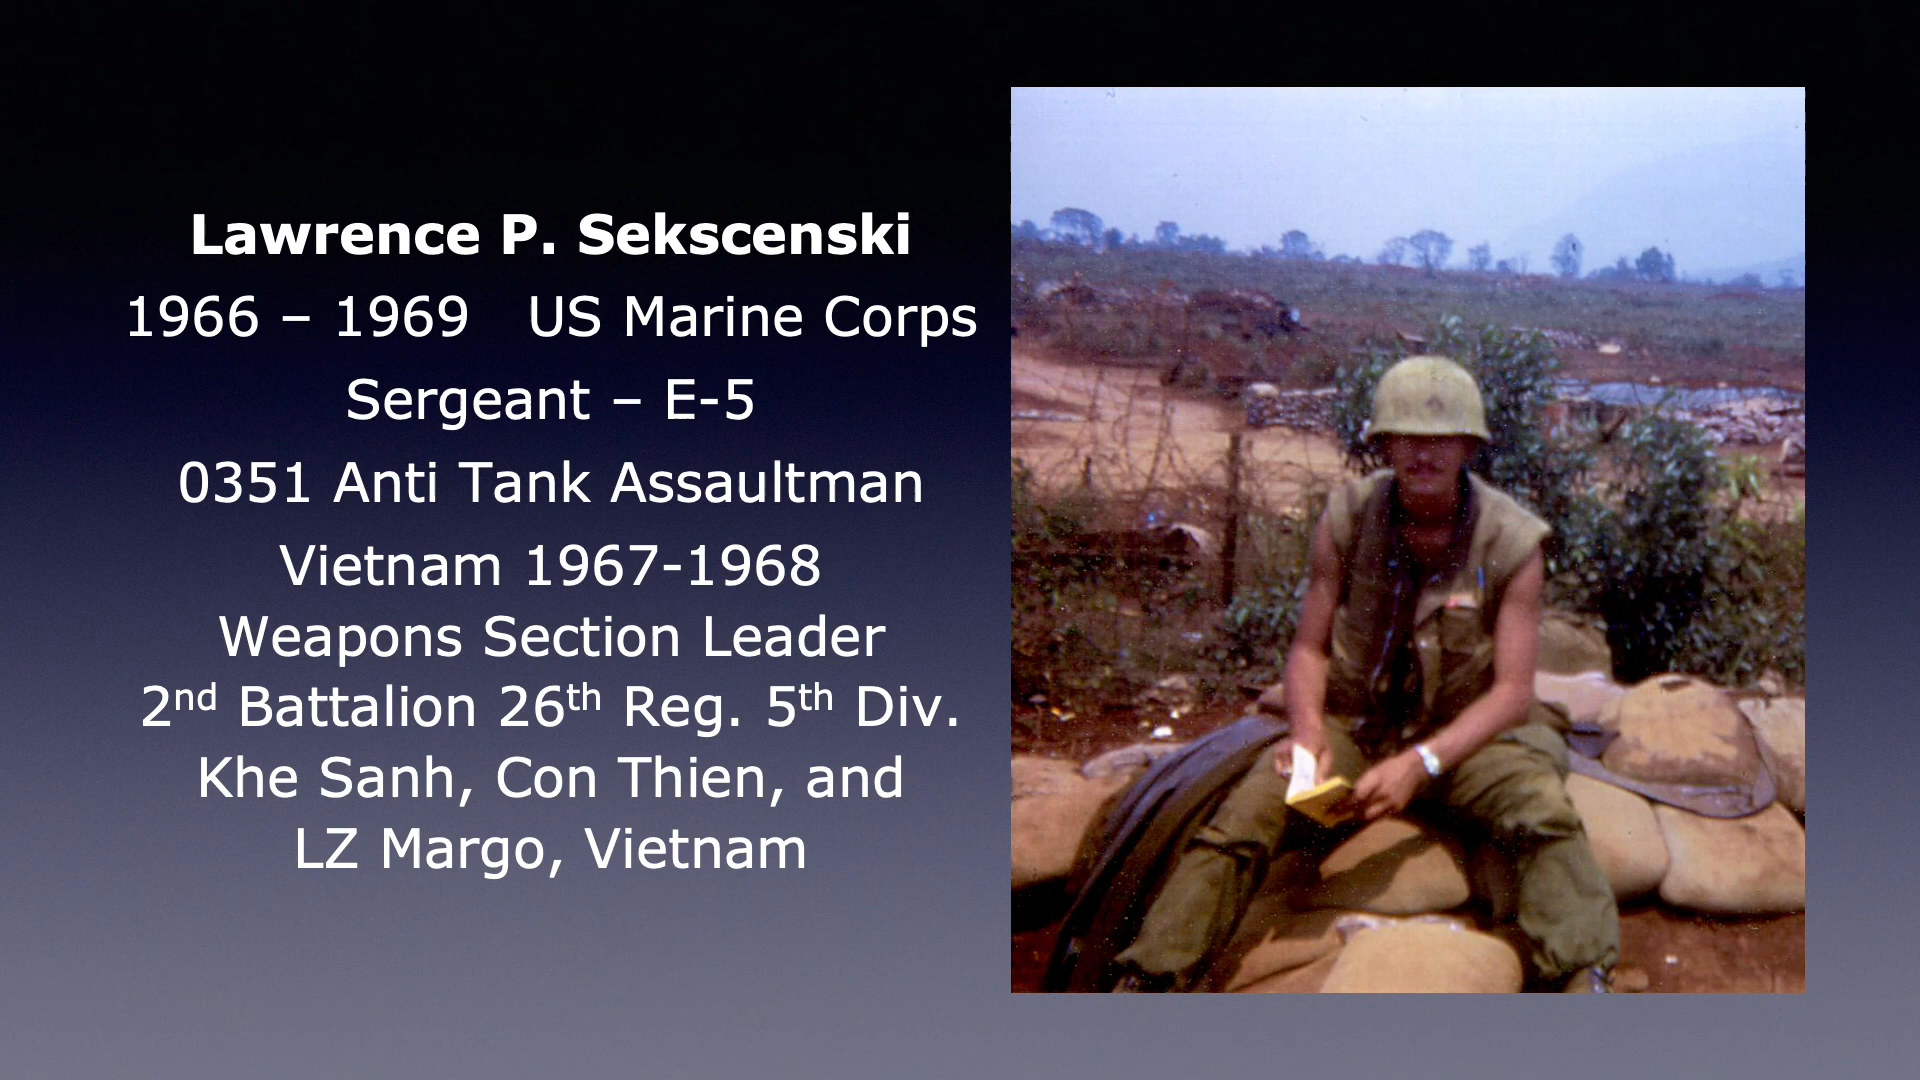 Lawrence P. Sekscenski
1966 – 1969   US Marine Corps
Sergeant – E-5
0351 Anti Tank Assaultman
Vietnam 1967-1968
Weapons Section Leader
2nd Battalion 26th Reg. 5th Div.
Khe Sanh, Con Thien, and
LZ Margo, Vietnam